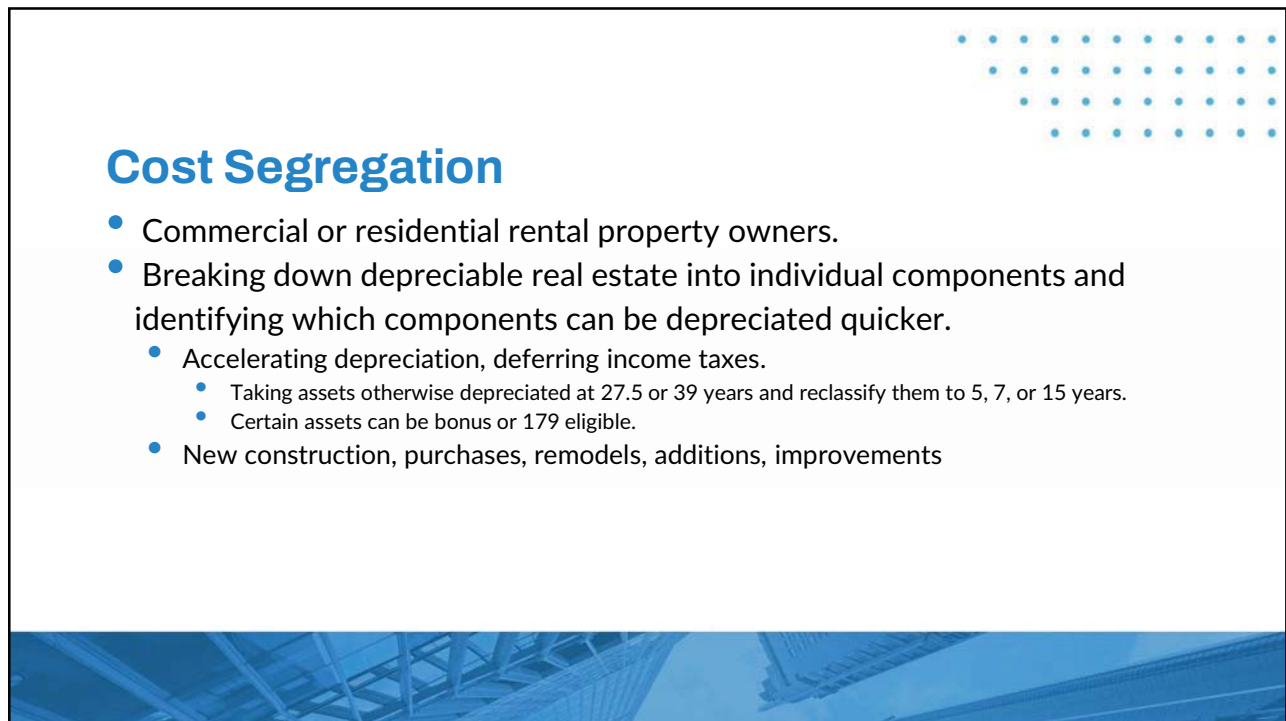 Cost Segregation
• Commercial or residential rental property owners.
• Breaking down depreciable real estate into individual components and
identifying which components can be depreciated quicker.
• Accelerating depreciation, deferring income taxes.
• Taking assets otherwise depreciated at 27.5 or 39 years and reclassify them to 5, 7, or 15 years.
• Certain assets can be bonus or 179 eligible.
• New construction, purchases, remodels, additions, improvements